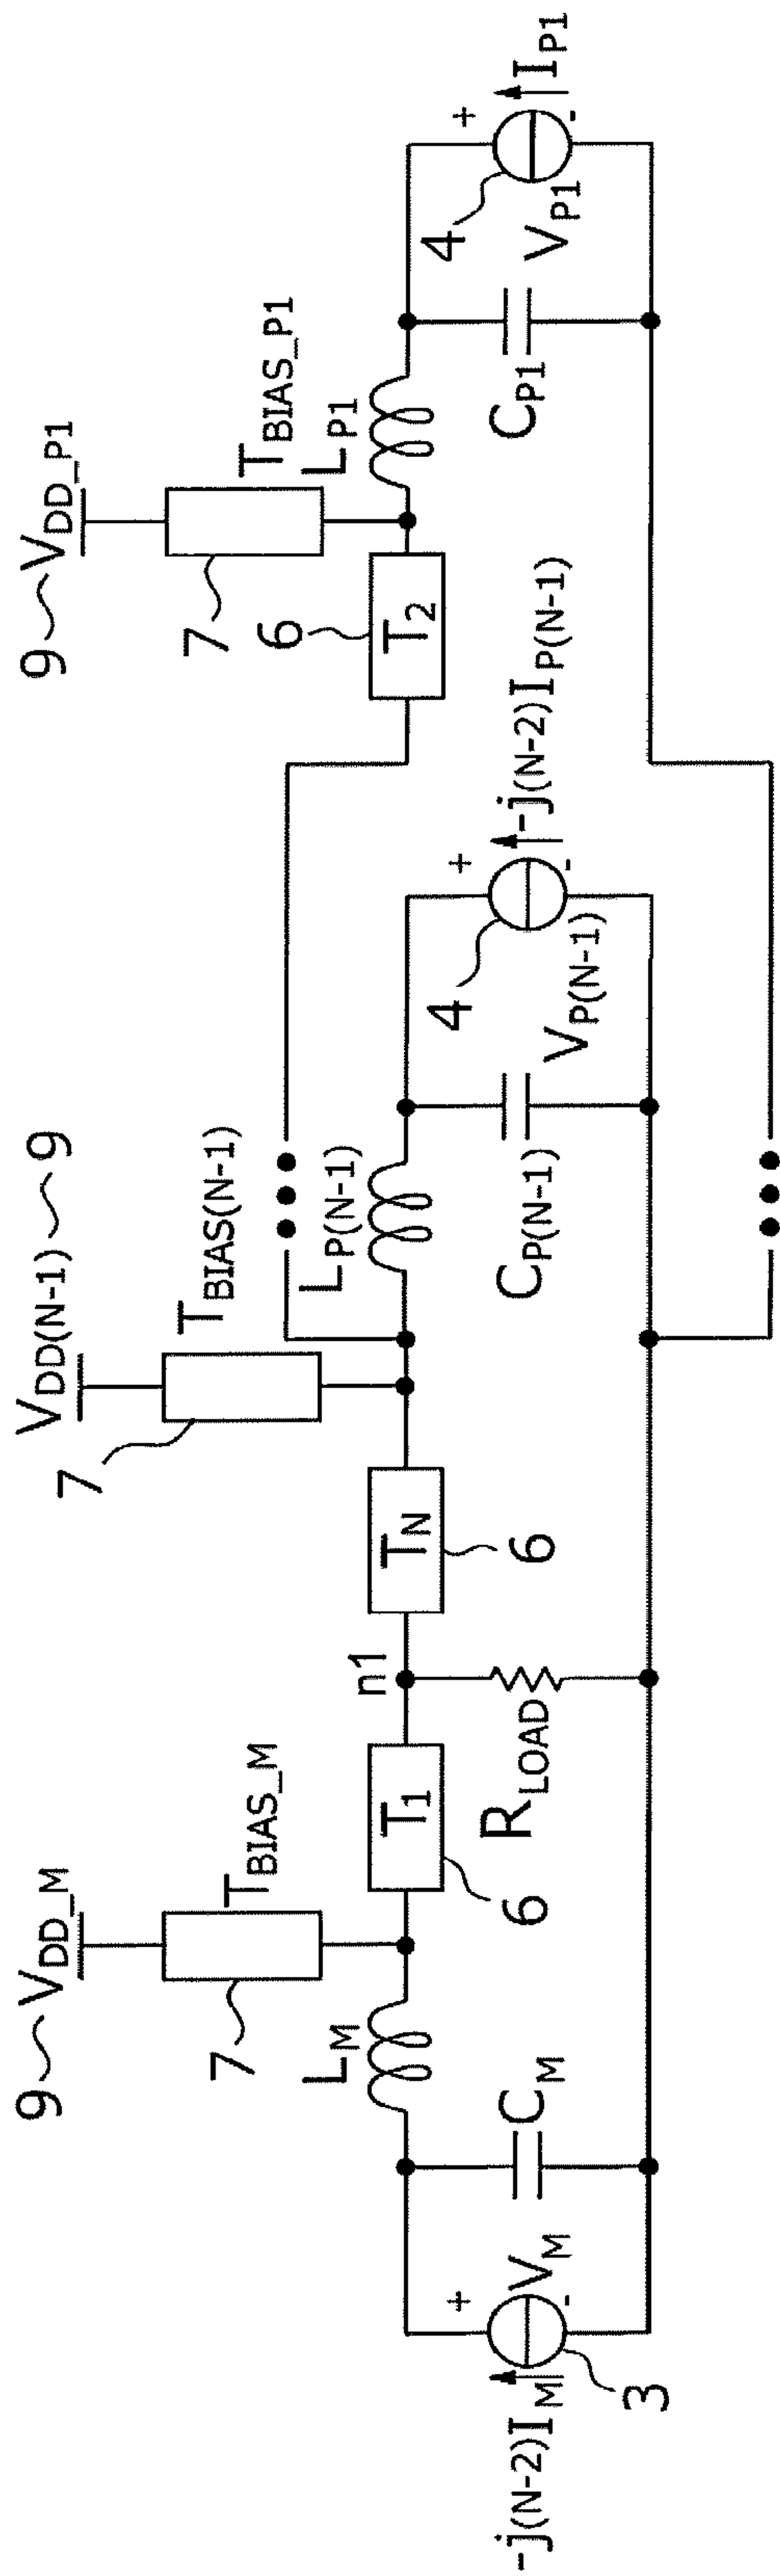 9 V_DD_M
V_DD(N-1) 9
9 V_DD_P1
7
T_BIAS_M
7
T_BIAS(N-1)
7
T_BIAS_P1
L_M
T_1
6
n1
T_N
6
L_P(N-1)
6
T_2
L_P1
-j(N-2)I_M
+
V_M
-
3
C_M
R_LOAD
C_P(N-1)
4
+
V_P(N-1)
-
-j(N-2)I_P(N-1)
C_P1
4
+
V_P1
-
I_P1